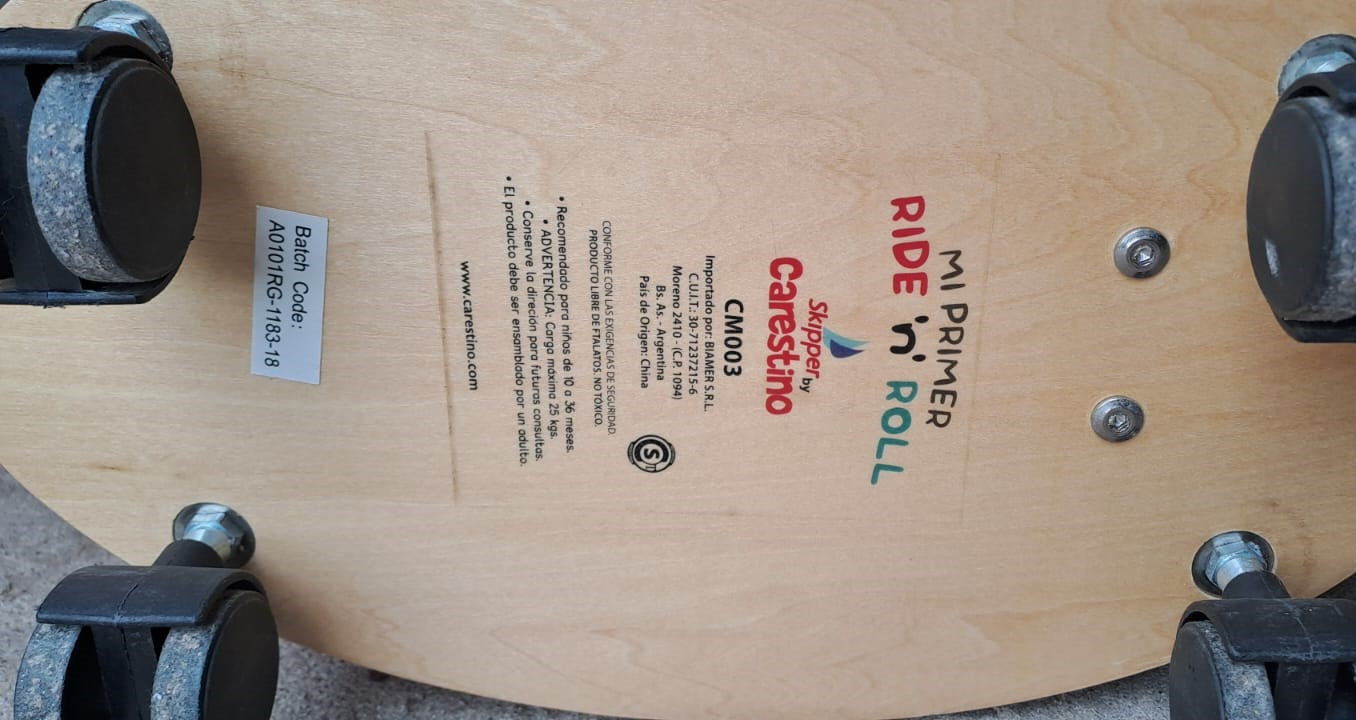 MI PRIMER
RIDE 'n' ROLL
Skipper by
Carestino
CM003
Importado por: BIAMER S.R.L.
C.U.I.T.: 30-71237215-6
Moreno 2410 - (C.P. 1094)
Bs. As. - Argentina
País de Origen: China
S
CONFORME CON LAS EXIGENCIAS DE SEGURIDAD.
PRODUCTO LIBRE DE FTALATOS. NO TÓXICO.
• Recomendado para niños de 10 a 36 meses.
• ADVERTENCIA: Carga máxima 25 kgs.
• Conserve la direción para futuras consultas.
• El producto debe ser ensamblado por un adulto.
www.carestino.com
Batch Code:
A0101RG-1183-18